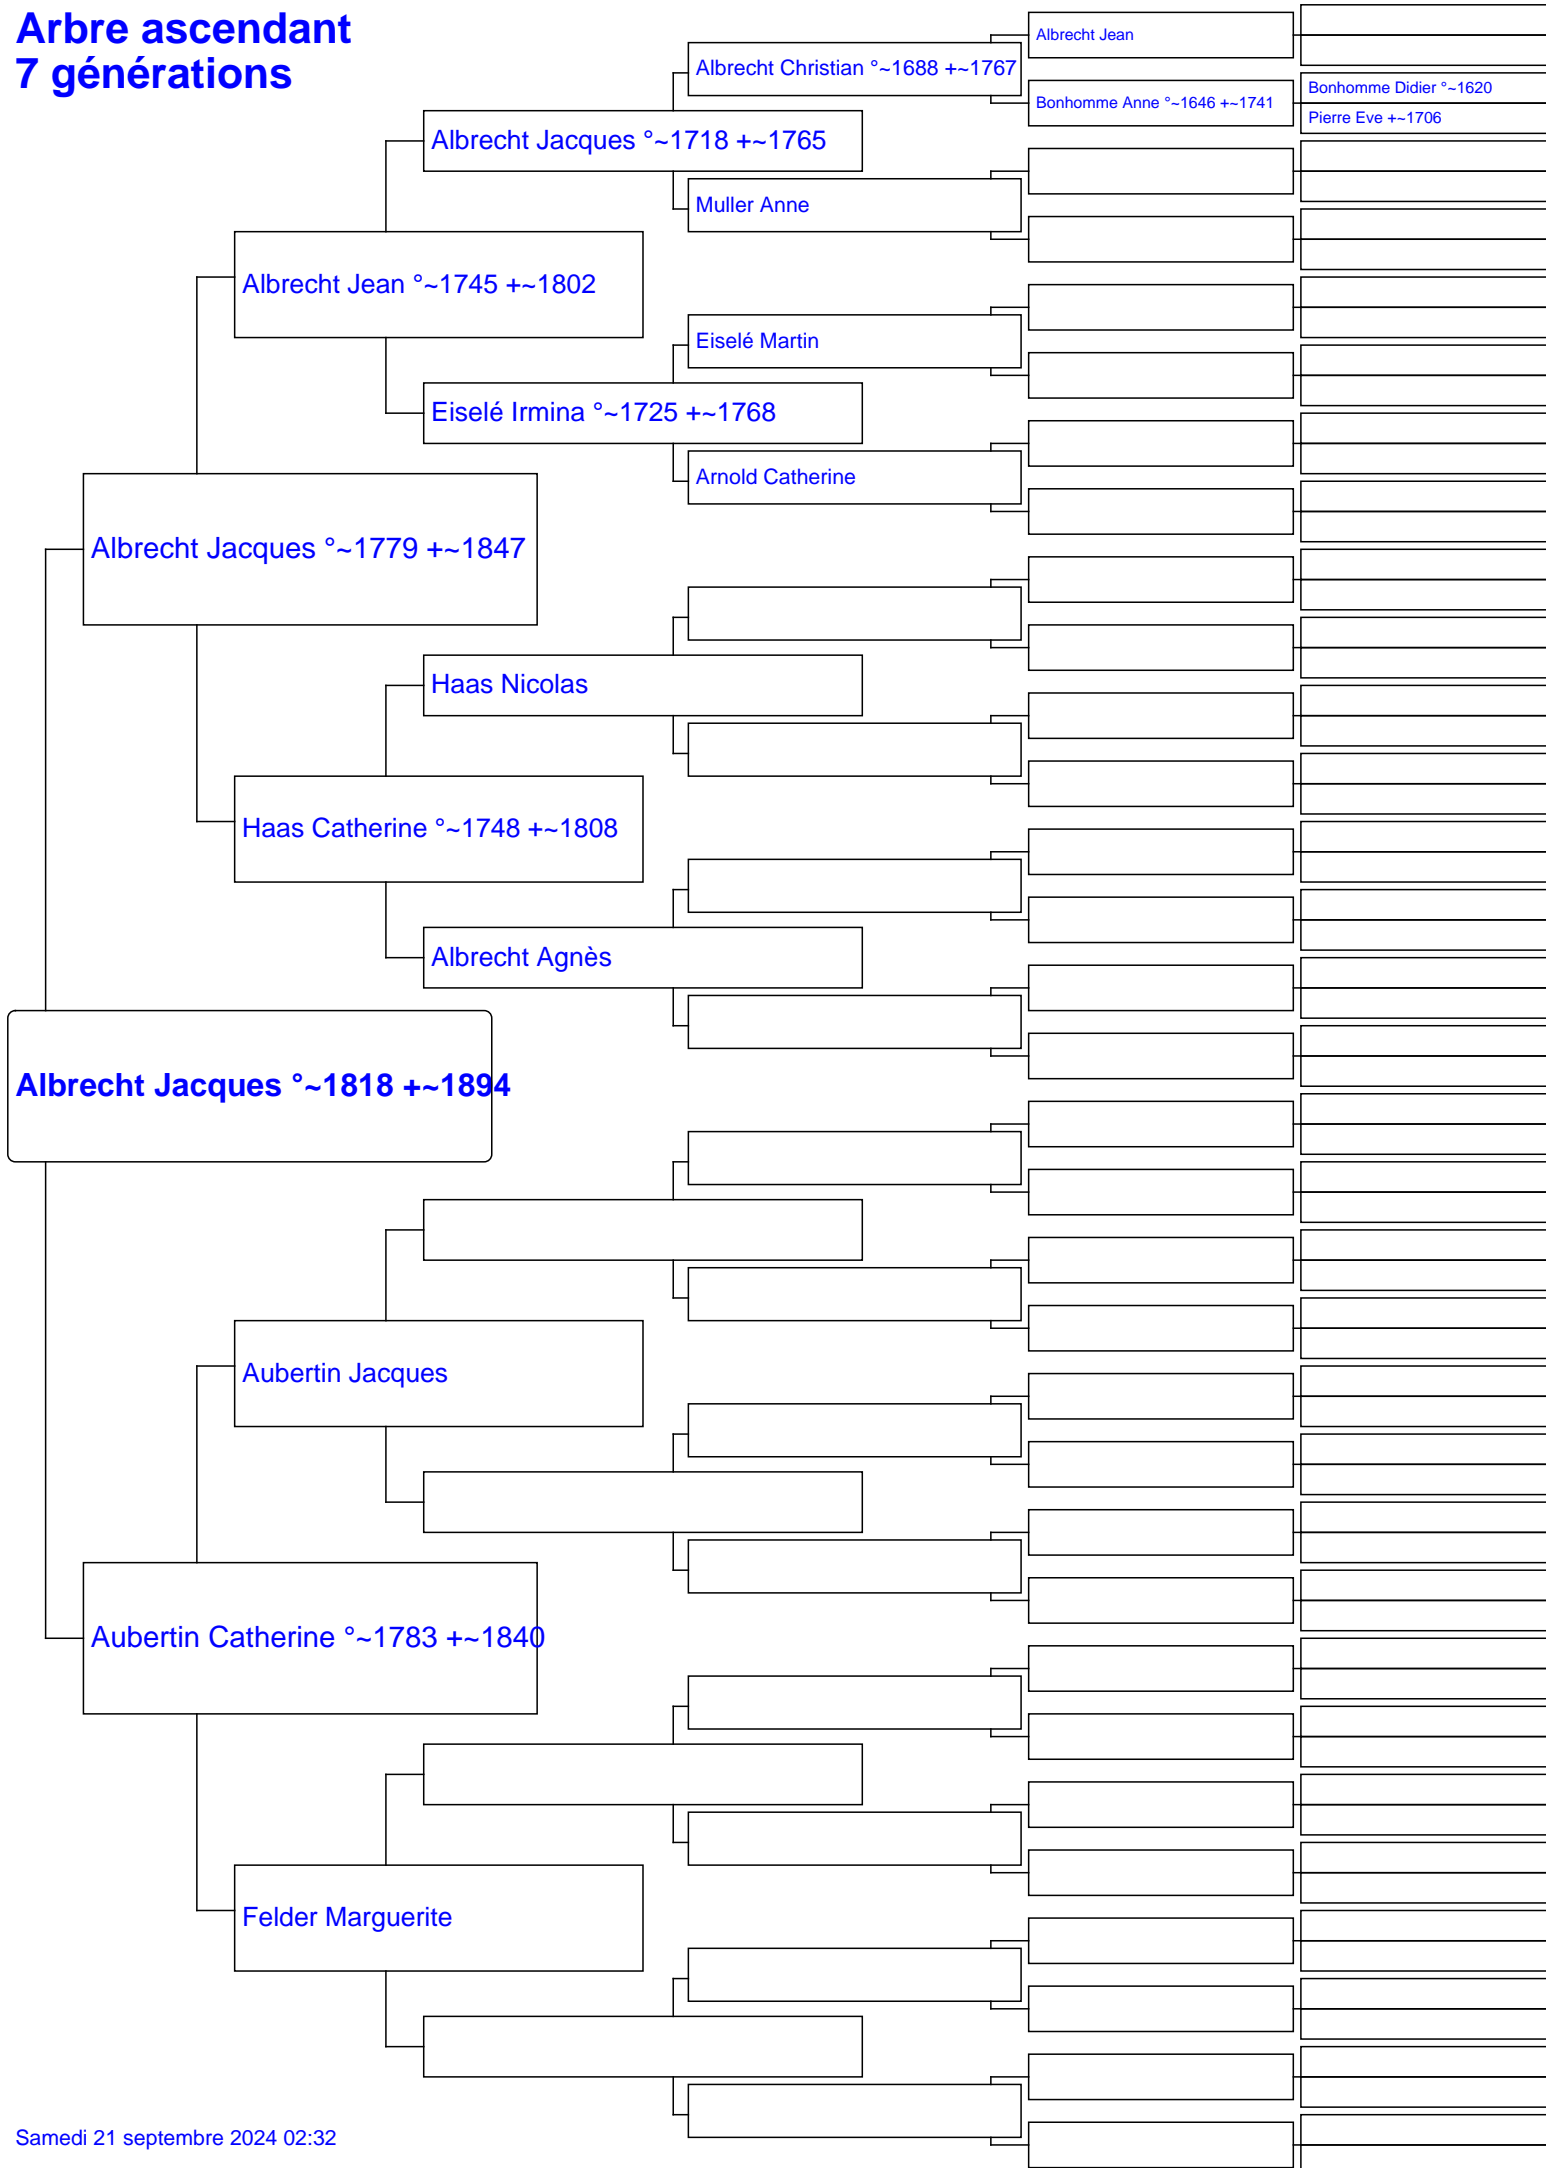 Arbre ascendant
7 générations
Albrecht Jean
Albrecht Christian °~1688 +~1767
Bonhomme Didier °~1620
Bonhomme Anne °~1646 +~1741
Pierre Eve +~1706
Albrecht Jacques °~1718 +~1765
Muller Anne
Albrecht Jean °~1745 +~1802
Eiselé Martin
Eiselé Irmina °~1725 +~1768
Arnold Catherine
Albrecht Jacques °~1779 +~1847
Haas Nicolas
Haas Catherine °~1748 +~1808
Albrecht Agnès
Albrecht Jacques °~1818 +~1894
Aubertin Jacques
Aubertin Catherine °~1783 +~1840
Felder Marguerite
Samedi 21 septembre 2024 02:32